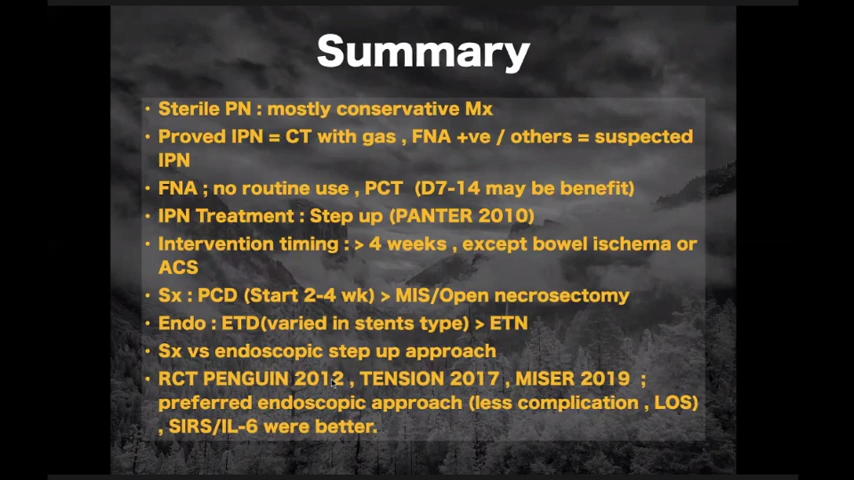 Summary
• Sterile PN : mostly conservative Mx
• Proved IPN = CT with gas , FNA +ve / others = suspected
IPN
• FNA ; no routine use , PCT (D7-14 may be benefit)
• IPN Treatment : Step up (PANTER 2010)
• Intervention timing : > 4 weeks , except bowel ischema or
ACS
• Sx : PCD (Start 2-4 wk) > MIS/Open necrosectomy
• Endo : ETD(varied in stents type) > ETN
• Sx vs endoscopic step up approach
• RCT PENGUIN 2012 , TENSION 2017 , MISER 2019 ;
preferred endoscopic approach (less complication , LOS)
, SIRS/IL-6 were better.